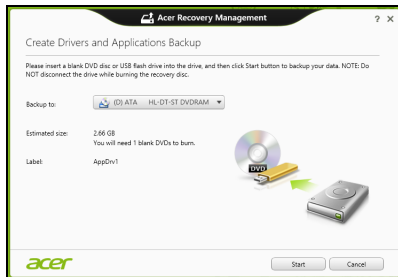 Acer Recovery Management
? X
Create Drivers and Applications Backup
Please insert a blank DVD disc or USB flash drive into the drive, and then click Start button to backup your data. NOTE: Do
NOT disconnect the drive while burning the recovery disc.
Backup to: (D) ATA HL-DT-ST DVDRAM
Estimated size: 2.66 GB
You will need 1 blank DVDs to burn.
Label: AppDrv1
DVD
acer Start Cancel